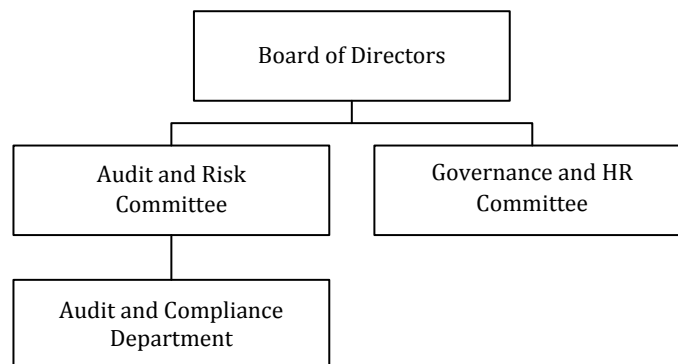 Board of Directors
Audit and Risk
Committee
Governance and HR
Committee
Audit and Compliance
Department